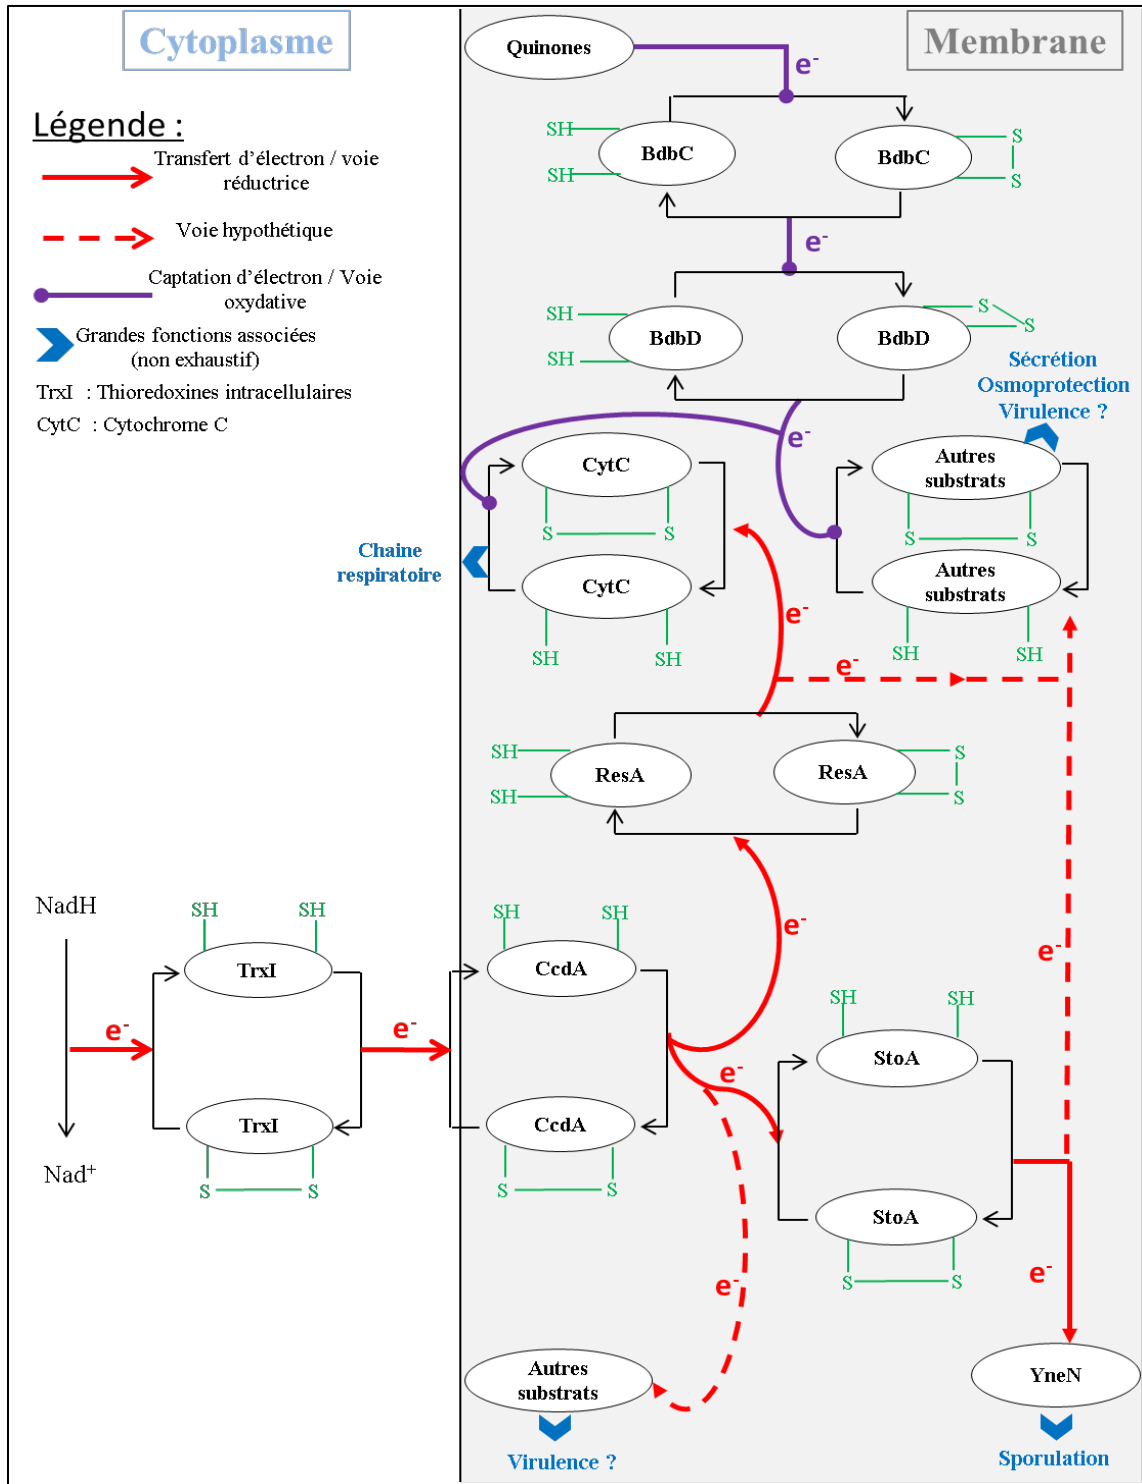 Cytoplasme
Membrane
Légende :
Transfert d'électron / voie
réductrice
Voie hypothétique
Captation d'électron / Voie
oxydative
Grandes fonctions associées
(non exhaustif)
TrxI : Thioredoxines intracellulaires
CytC : Cytochrome C
Quinones
e-
SH
SH
BdbC
BdbC
S
S
e-
SH
SH
BdbD
BdbD
S
S
Sécrétion
Osmoprotection
Virulence ?
e-
CytC
S
S
CytC
SH
SH
Chaine
respiratoire
Autres
substrats
S
S
Autres
substrats
SH
SH
e-
e-
SH
SH
ResA
ResA
S
S
NadH
Nad+
e-
SH
SH
TrxI
TrxI
S
S
e-
SH
SH
CcdA
CcdA
S
S
e-
e-
e-
SH
SH
StoA
StoA
S
S
e-
e-
Autres
substrats
Virulence ?
YneN
Sporulation